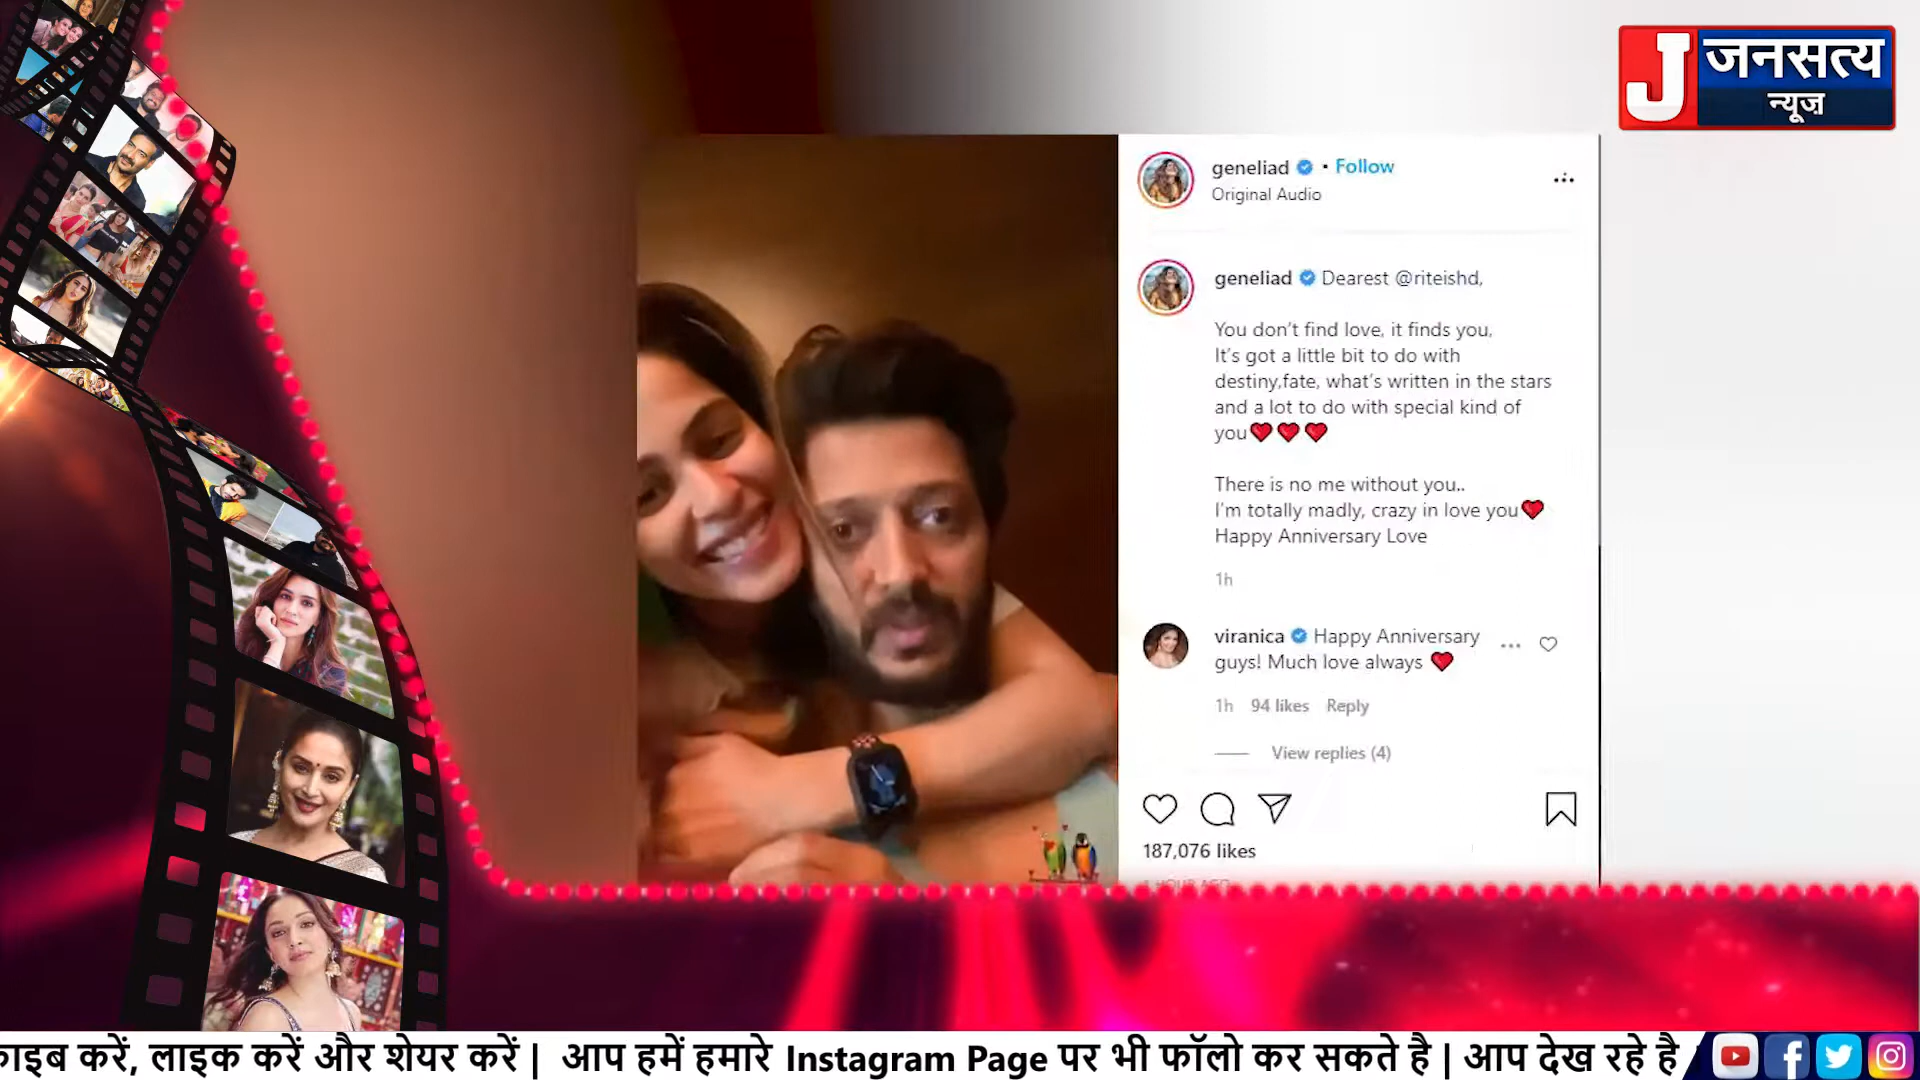 जनसत्य
न्यूज़
geneliad • Follow
Original Audio
geneliad Dearest @riteishd,
You don't find love, it finds you,
It's got a little bit to do with
destiny,fate, what's written in the stars
and a lot to do with special kind of
you❤❤❤
There is no me without you..
I'm totally madly, crazy in love you❤
Happy Anniversary Love
1h
viranica Happy Anniversary
guys! Much love always ❤
1h 94 likes Reply
View replies (4)
187,076 likes
करें, लाइक करें और शेयर करें | आप हमें हमारे Instagram Page पर भी फॉलो कर सकते है | आप देख रहे है